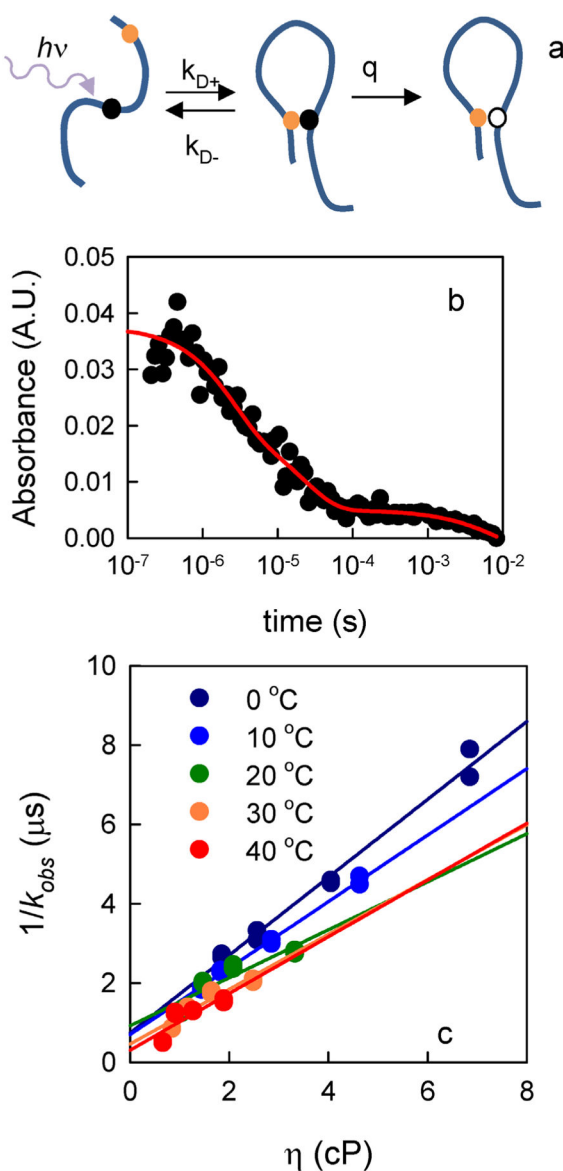 a
hν
k_D+
q
k_D-
b
0.05
0.04
0.03
0.02
0.01
0.00
Absorbance (A.U.)
10^-7 10^-6 10^-5 10^-4 10^-3 10^-2
time (s)
10
8
6
4
2
0
1/k_obs (μs)
0 °C
10 °C
20 °C
30 °C
40 °C
c
0 2 4 6 8
η (cP)